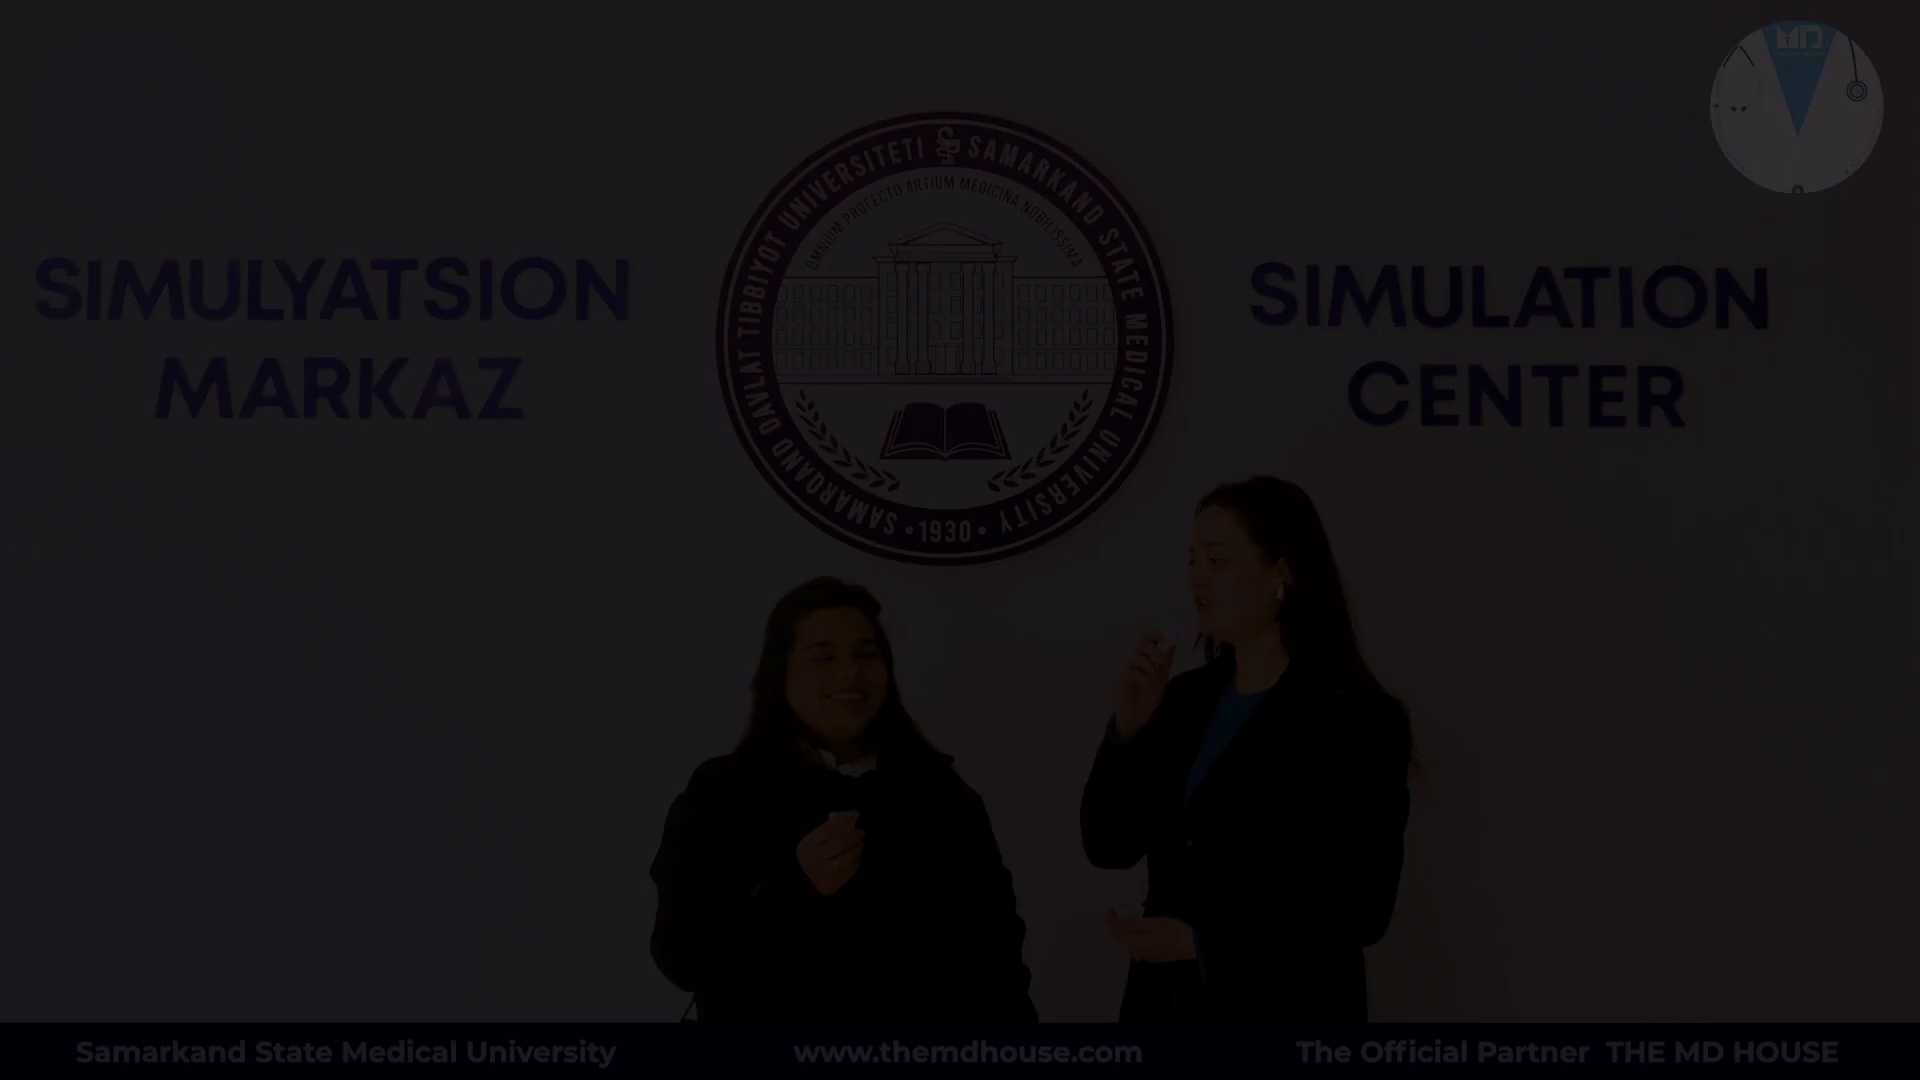 MD
SIMULYATSION
MARKAZ
SAMARQAND DAVLAT TIBBIYOT UNIVERSITETI
SAMARKAND STATE MEDICAL UNIVERSITY
OMNIUM PROFECTO ARTIUM MEDICINA NOBILISSIMA
• 1930 •
SIMULATION
CENTER
Samarkand State Medical University
www.themdhouse.com
The Official Partner THE MD HOUSE